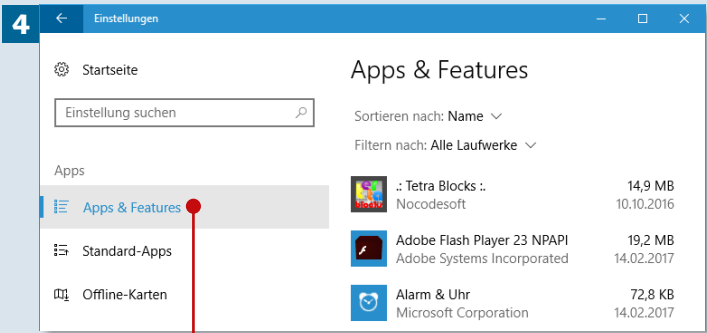 4
Einstellungen
Startseite
Einstellung suchen
Apps
Apps & Features
Standard-Apps
Offline-Karten
Apps & Features
Sortieren nach: Name
Filtern nach: Alle Laufwerke
.: Tetra Blocks :. 14,9 MB
Nocodesoft 10.10.2016
Adobe Flash Player 23 NPAPI 19,2 MB
Adobe Systems Incorporated 14.02.2017
Alarm & Uhr 72,8 KB
Microsoft Corporation 14.02.2017